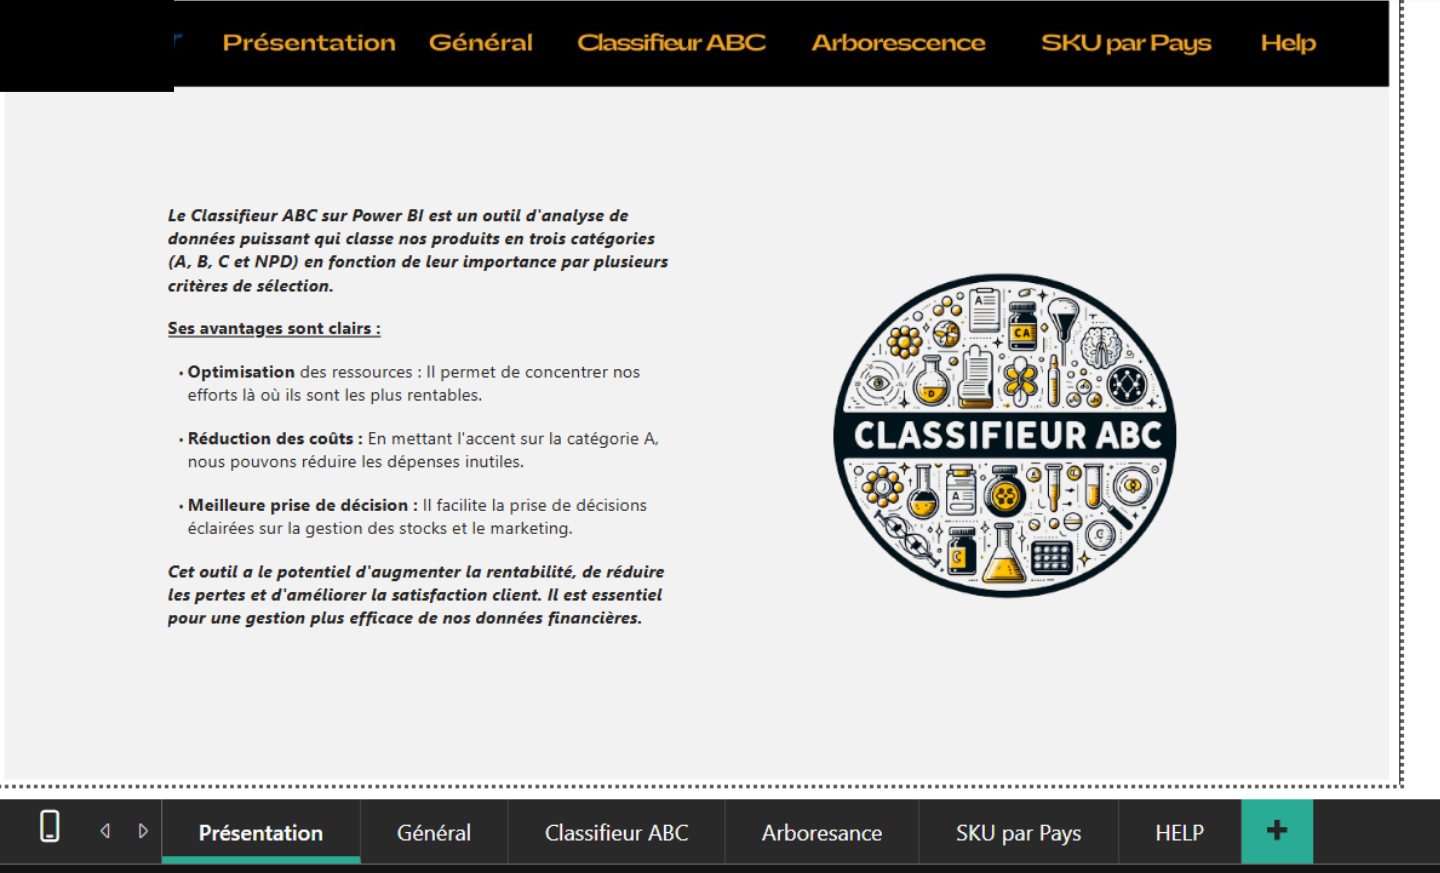 Présentation Général Classifieur ABC Arborescence SKU par Pays Help
Le Classifieur ABC sur Power BI est un outil d'analyse de
données puissant qui classe nos produits en trois catégories
(A, B, C et NPD) en fonction de leur importance par plusieurs
critères de sélection.
Ses avantages sont clairs :
• Optimisation des ressources : Il permet de concentrer nos
efforts là où ils sont les plus rentables.
• Réduction des coûts : En mettant l'accent sur la catégorie A,
nous pouvons réduire les dépenses inutiles.
• Meilleure prise de décision : Il facilite la prise de décisions
éclairées sur la gestion des stocks et le marketing.
Cet outil a le potentiel d'augmenter la rentabilité, de réduire
les pertes et d'améliorer la satisfaction client. Il est essentiel
pour une gestion plus efficace de nos données financières.
A
CA
D
CLASSIFIEUR ABC
A
C
C
Présentation Général Classifieur ABC Arboresance SKU par Pays HELP